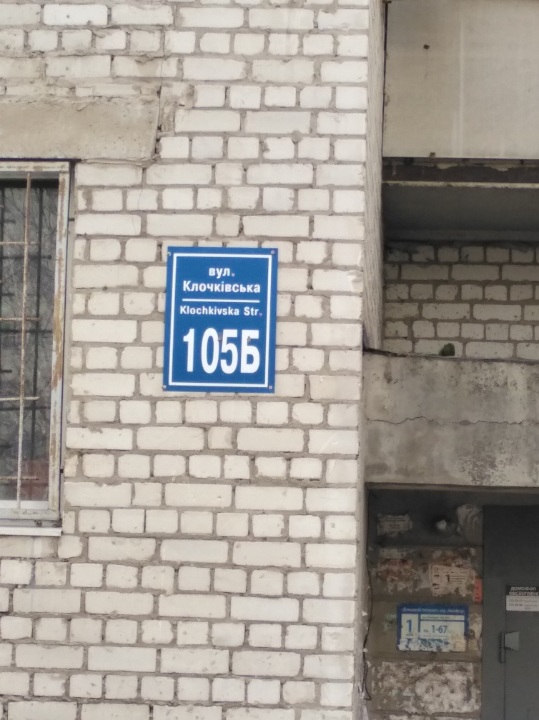 вул.
Клочківська
Klochkivska Str.
105Б
1
1-67